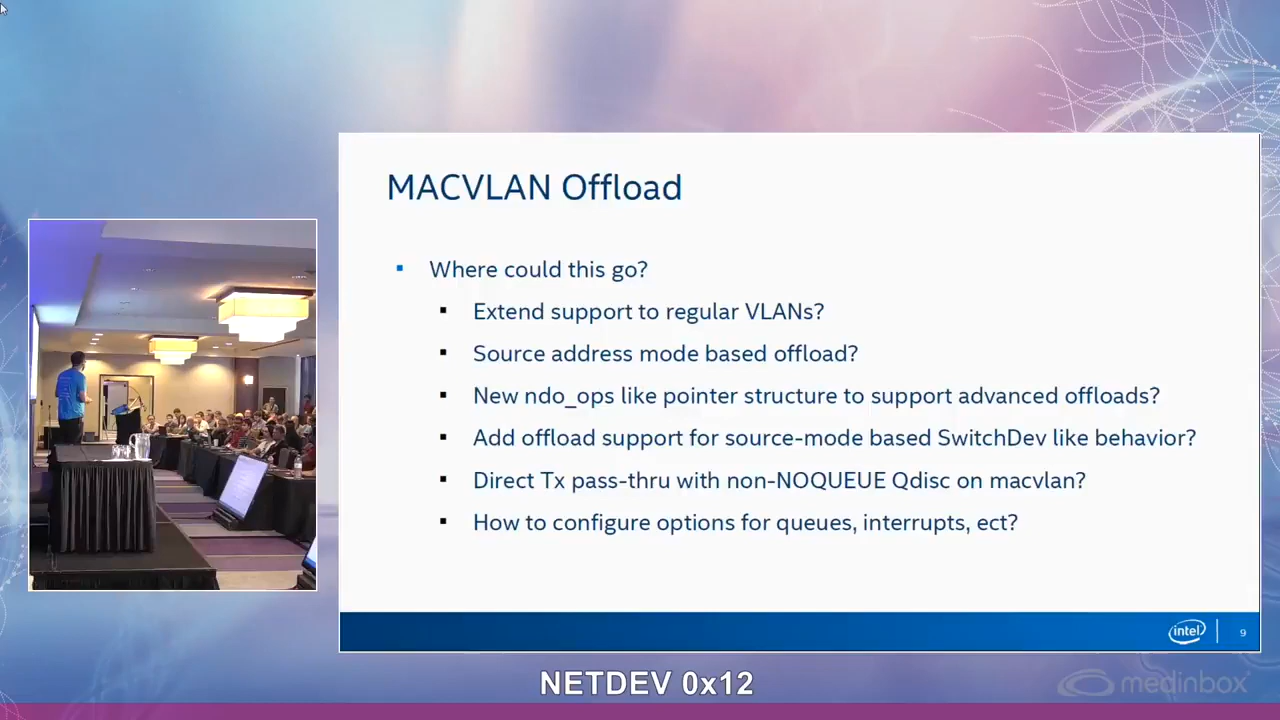 MACVLAN Offload
Where could this go?
Extend support to regular VLANs?
Source address mode based offload?
New ndo_ops like pointer structure to support advanced offloads?
Add offload support for source-mode based SwitchDev like behavior?
Direct Tx pass-thru with non-NOQUEUE Qdisc on macvlan?
How to configure options for queues, interrupts, ect?
intel
9
NETDEV 0x12
medinbox